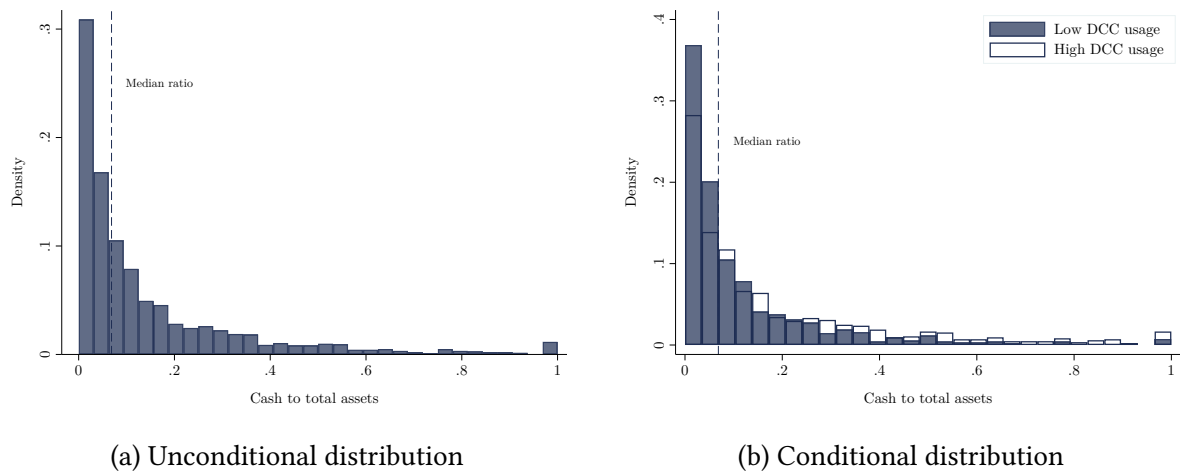 .3
.2
.1
0
Density
Median ratio
0
.2
.4
.6
.8
1
Cash to total assets
(a) Unconditional distribution
.4
.3
.2
.1
0
Density
Low DCC usage
High DCC usage
Median ratio
0
.2
.4
.6
.8
1
Cash to total assets
(b) Conditional distribution